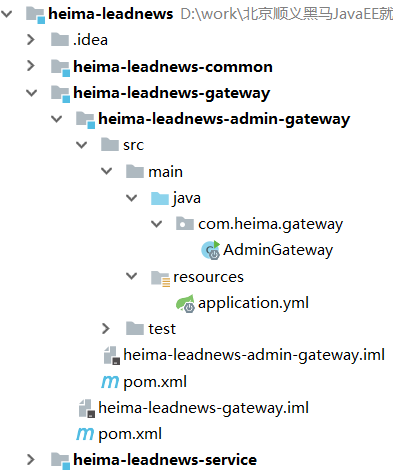 heima-leadnews D:\work\北京顺义黑马JavaEE就
.idea
heima-leadnews-common
heima-leadnews-gateway
heima-leadnews-admin-gateway
src
main
java
com.heima.gateway
AdminGateway
resources
application.yml
test
heima-leadnews-admin-gateway.iml
pom.xml
heima-leadnews-gateway.iml
pom.xml
heima-leadnews-service